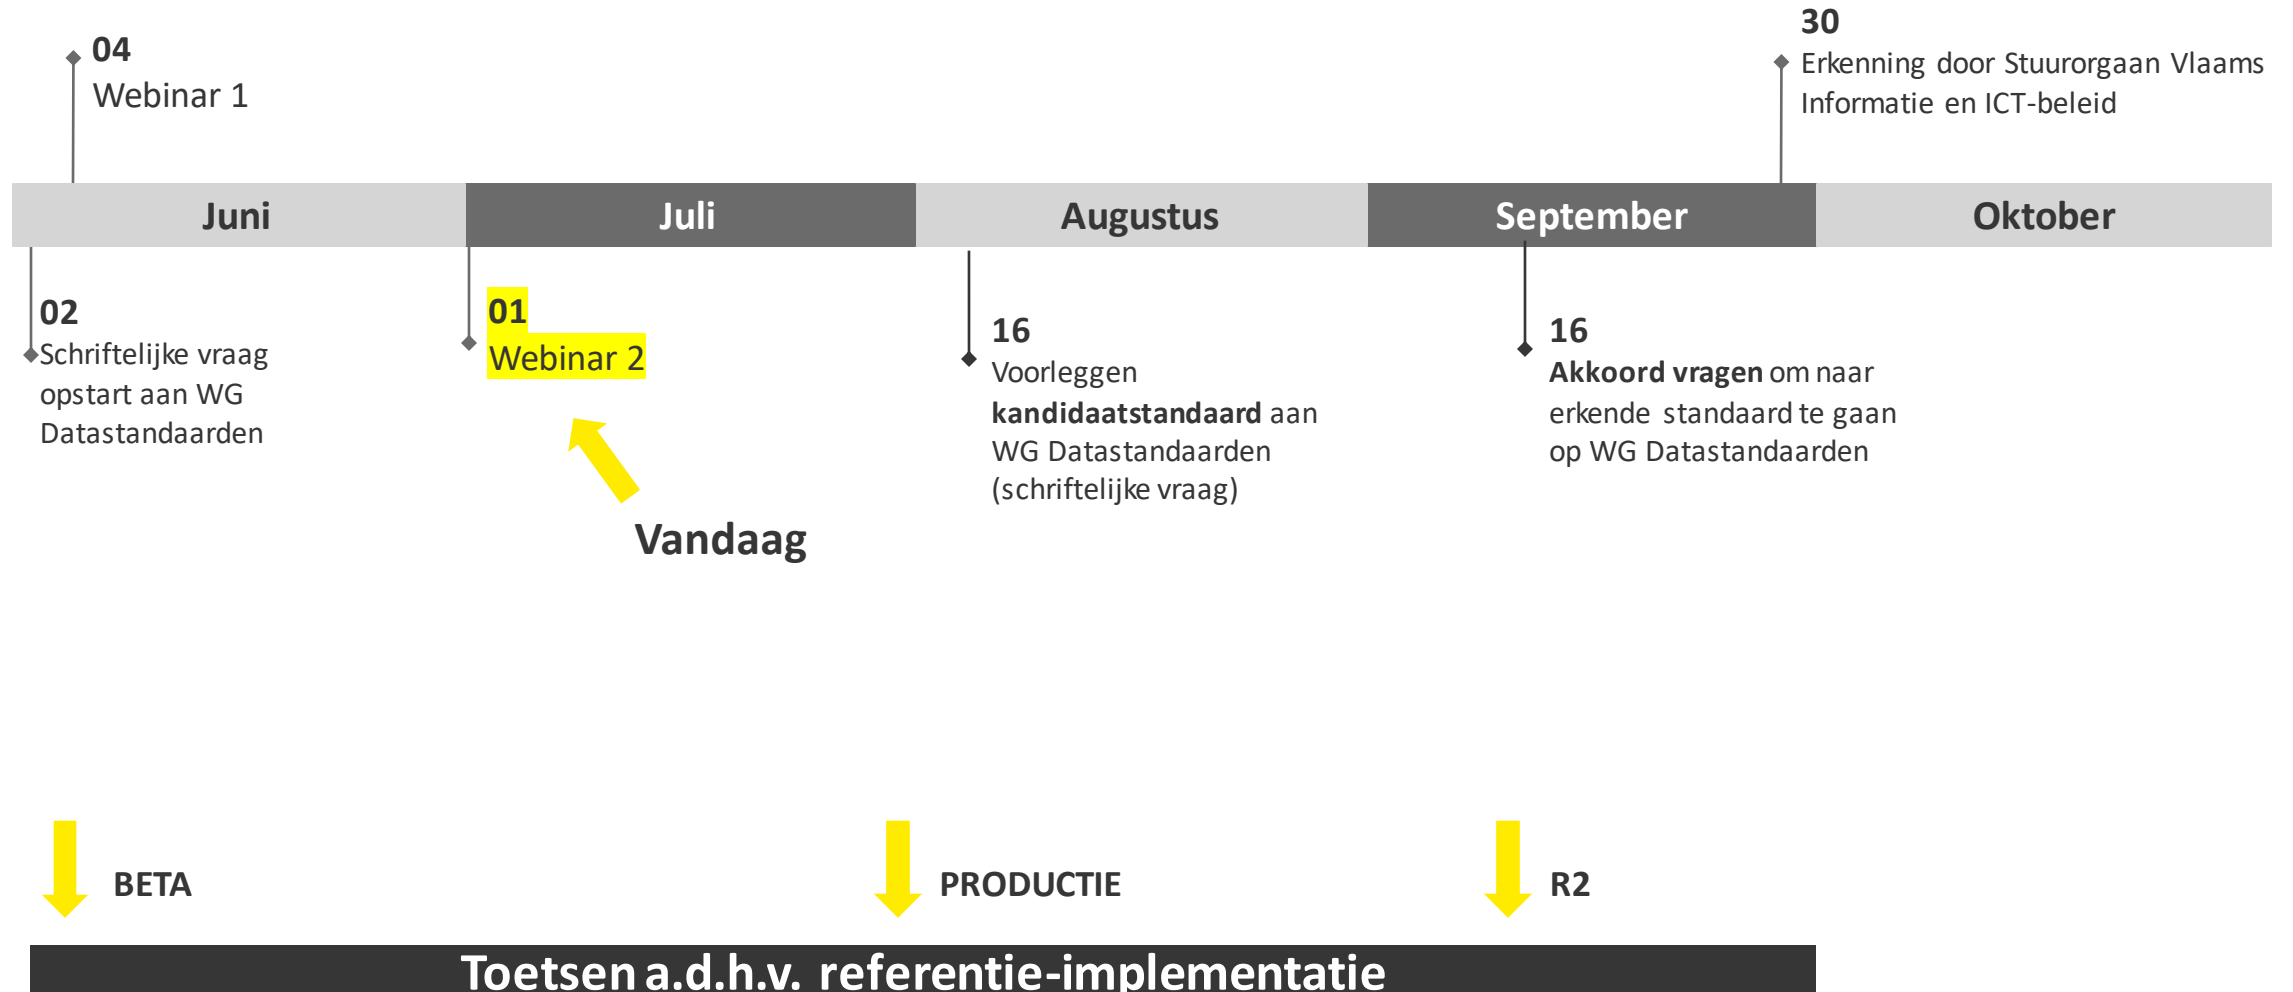 04
Webinar 1
30
Erkenning door Stuurorgaan Vlaams
Informatie en ICT-beleid
Juni
Juli
Augustus
September
Oktober
02
Schriftelijke vraag
opstart aan WG
Datastandaarden
01
Webinar 2
16
Voorleggen
kandidaatstandaard aan
WG Datastandaarden
(schriftelijke vraag)
16
Akkoord vragen om naar
erkende standaard te gaan
op WG Datastandaarden
Vandaag
BETA
PRODUCTIE
R2
Toetsen a.d.h.v. referentie-implementatie